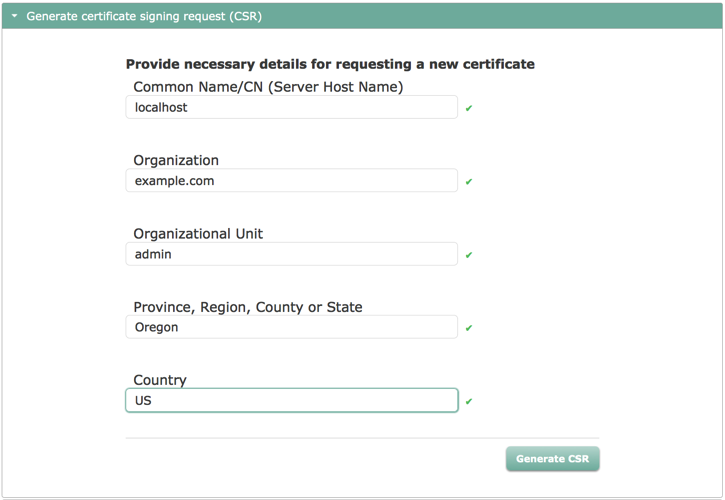 Generate certificate signing request (CSR)
Provide necessary details for requesting a new certificate
Common Name/CN (Server Host Name)
localhost
Organization
example.com
Organizational Unit
admin
Province, Region, County or State
Oregon
Country
US
Generate CSR